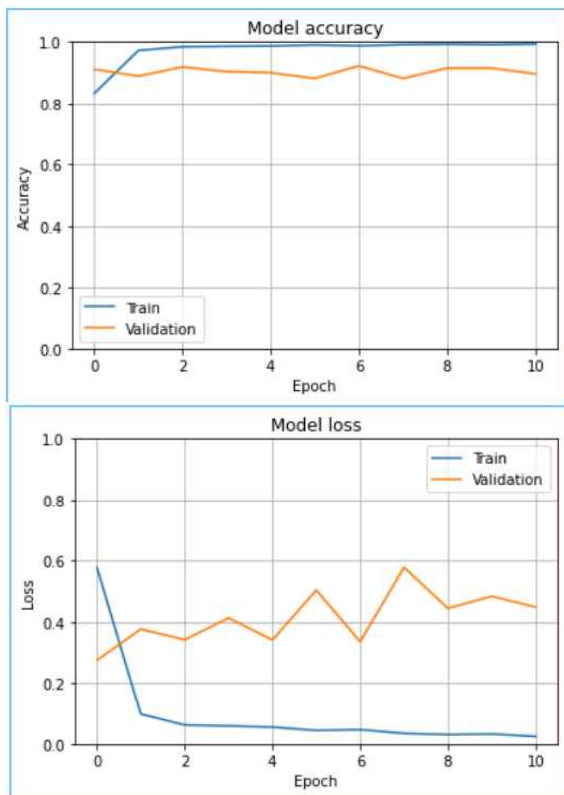 Model accuracy
1.0
0.8
0.6
0.4
0.2
0.0
Accuracy
Train
Validation
0 2 4 6 8 10
Epoch
Model loss
1.0
0.8
0.6
0.4
0.2
0.0
Loss
Train
Validation
0 2 4 6 8 10
Epoch